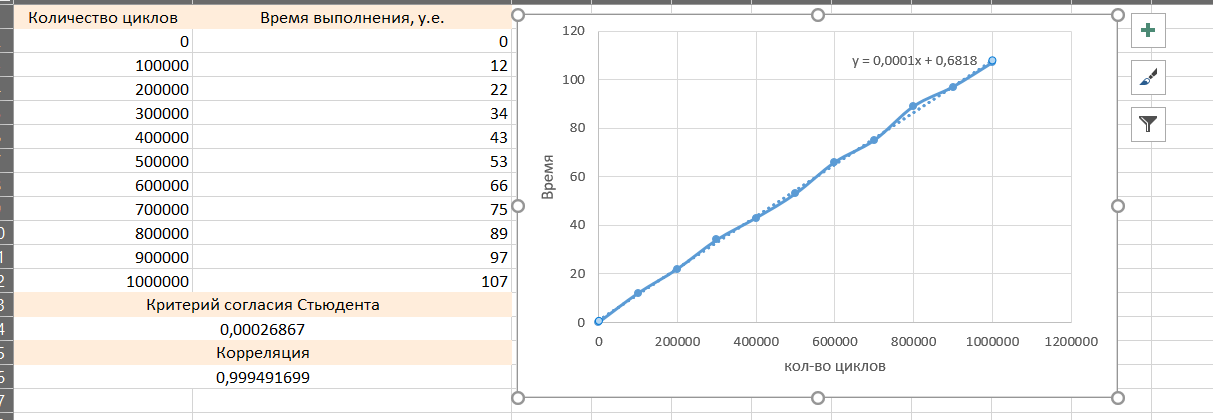 Количество циклов Время выполнения, у.е.
0 0
100000 12
200000 22
300000 34
400000 43
500000 53
600000 66
700000 75
800000 89
900000 97
1000000 107
Критерий согласия Стьюдента
0,00026867
Корреляция
0,999491699
120
100
80
60
40
20
0
Время
y = 0,0001x + 0,6818
0 200000 400000 600000 800000 1000000 1200000
кол-во циклов